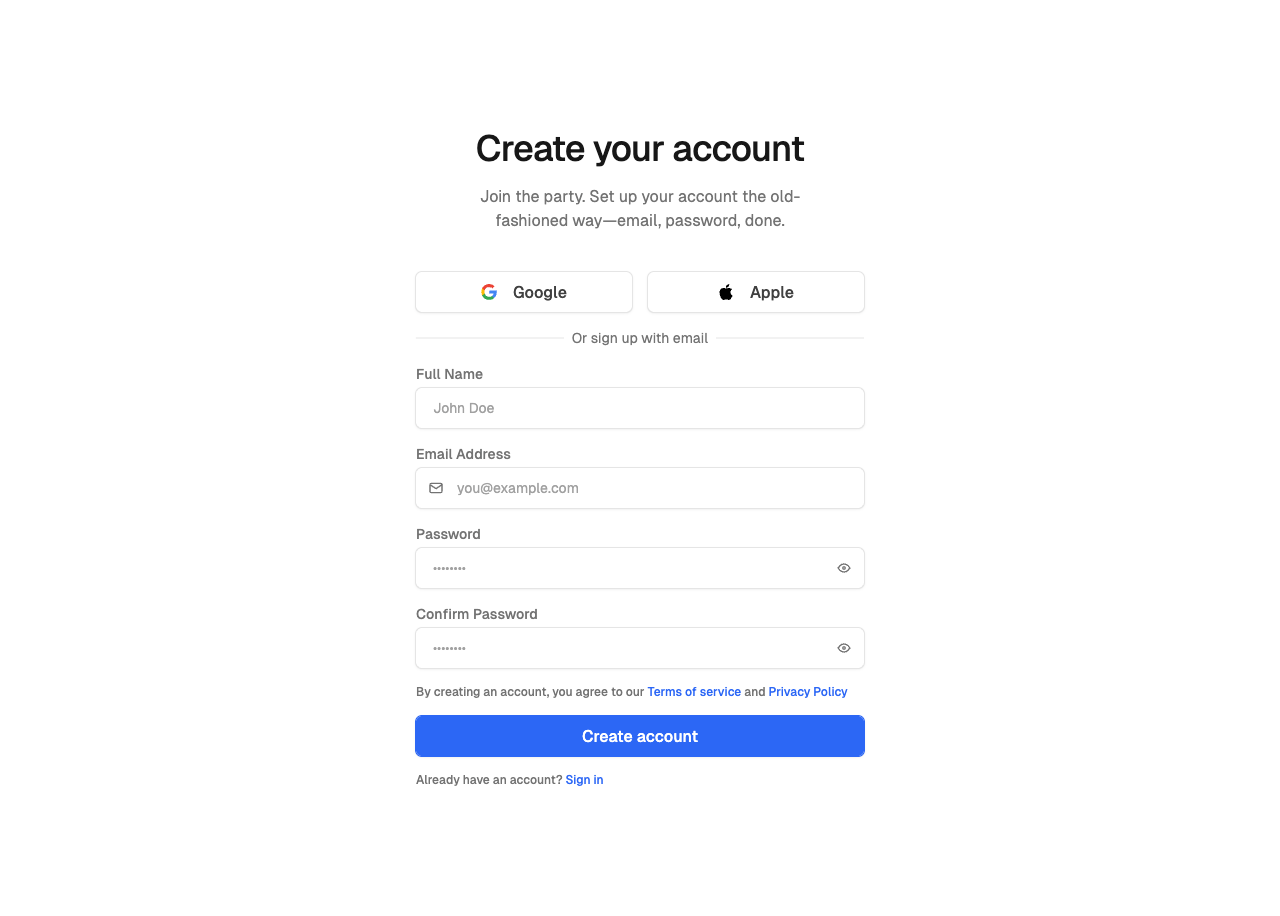 Create your account
Join the party. Set up your account the old-
fashioned way—email, password, done.
Google
Apple
Or sign up with email
Full Name
John Doe
Email Address
you@example.com
Password
••••••••
Confirm Password
••••••••
By creating an account, you agree to our Terms of service and Privacy Policy
Create account
Already have an account? Sign in